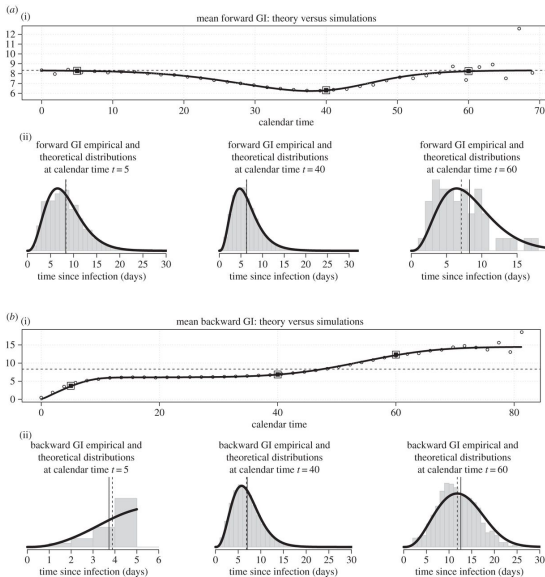 (a) (i) mean forward GI: theory versus simulations
12
11
10
9
8
7
6
0 10 20 30 40 50 60 70
calendar time
(ii)
forward GI empirical and
theoretical distributions
at calendar time t = 5
forward GI empirical and
theoretical distributions
at calendar time t = 40
forward GI empirical and
theoretical distributions
at calendar time t = 60
0 5 10 15 20 25 30
0 5 10 15 20 25 30
0 5 10 15
time since infection (days)
time since infection (days)
time since infection (days)
(b) (i) mean backward GI: theory versus simulations
15
10
5
0
0 20 40 60 80
calendar time
(ii)
backward GI empirical and
theoretical distributions
at calendar time t = 5
backward GI empirical and
theoretical distributions
at calendar time t = 40
backward GI empirical and
theoretical distributions
at calendar time t = 60
0 1 2 3 4 5 6
0 5 10 15 20 25 30
0 5 10 15 20 25 30
time since infection (days)
time since infection (days)
time since infection (days)